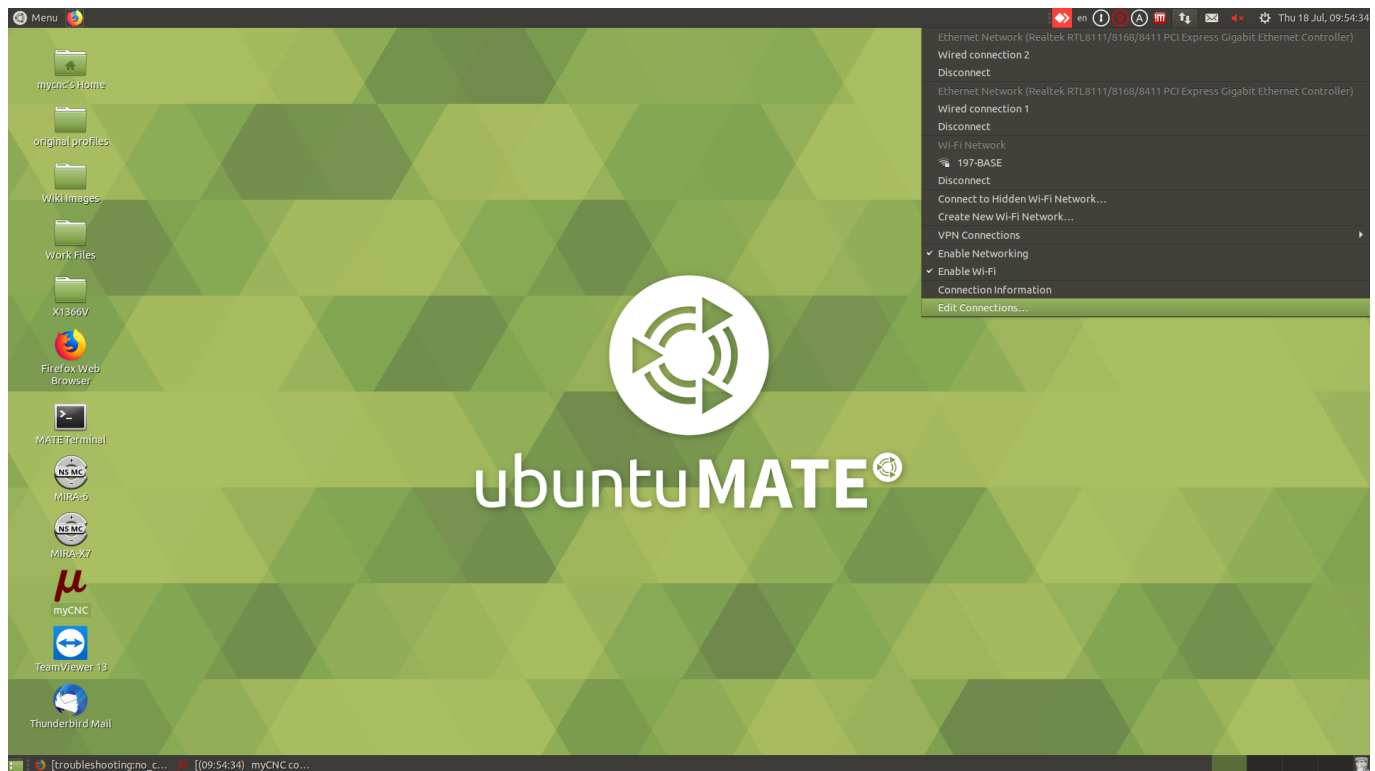 Menu
en
A
Thu 18 Jul, 09:54:34
Ethernet Network (Realtek RTL8111/8168/8411 PCI Express Gigabit Ethernet Controller)
Wired connection 2
Disconnect
Ethernet Network (Realtek RTL8111/8168/8411 PCI Express Gigabit Ethernet Controller)
Wired connection 1
Disconnect
Wi-Fi Network
197-BASE
Disconnect
Connect to Hidden Wi-Fi Network...
Create New Wi-Fi Network...
VPN Connections
Enable Networking
Enable Wi-Fi
Connection Information
Edit Connections...
mycnc's Home
original profiles
Wiki Images
Work Files
X1366V
Firefox Web
Browser
>_
MATE Terminal
NS MC
MIRA-6
NS MC
MIRA-X7
μ
myCNC
TeamViewer 13
Thunderbird Mail
ubuntuMATE
[troubleshooting:no_c...
μ [(09:54:34) myCNC co...